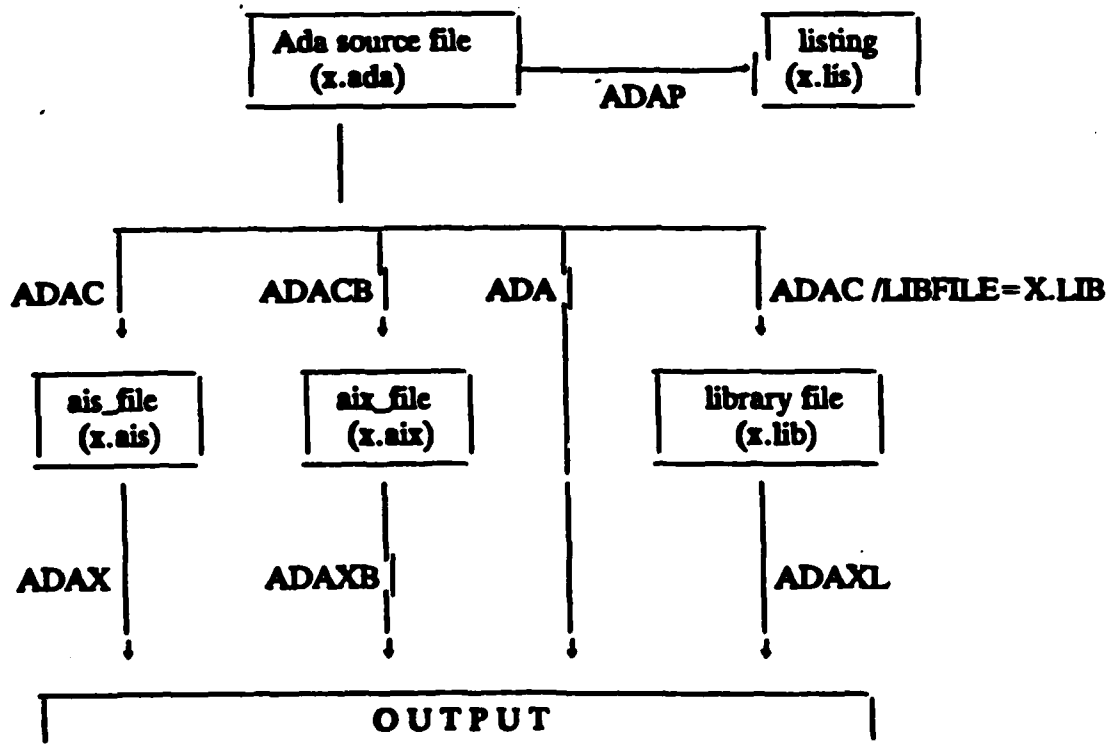 Ada source file
(x.ada)
listing
(x.lis)
ADAP
ADAC
ADACB
ADA
ADAC /LIBFILE=X.LIB
ais_file
(x.ais)
aix_file
(x.aix)
library file
(x.lib)
ADAX
ADAXB
ADAXL
OUTPUT